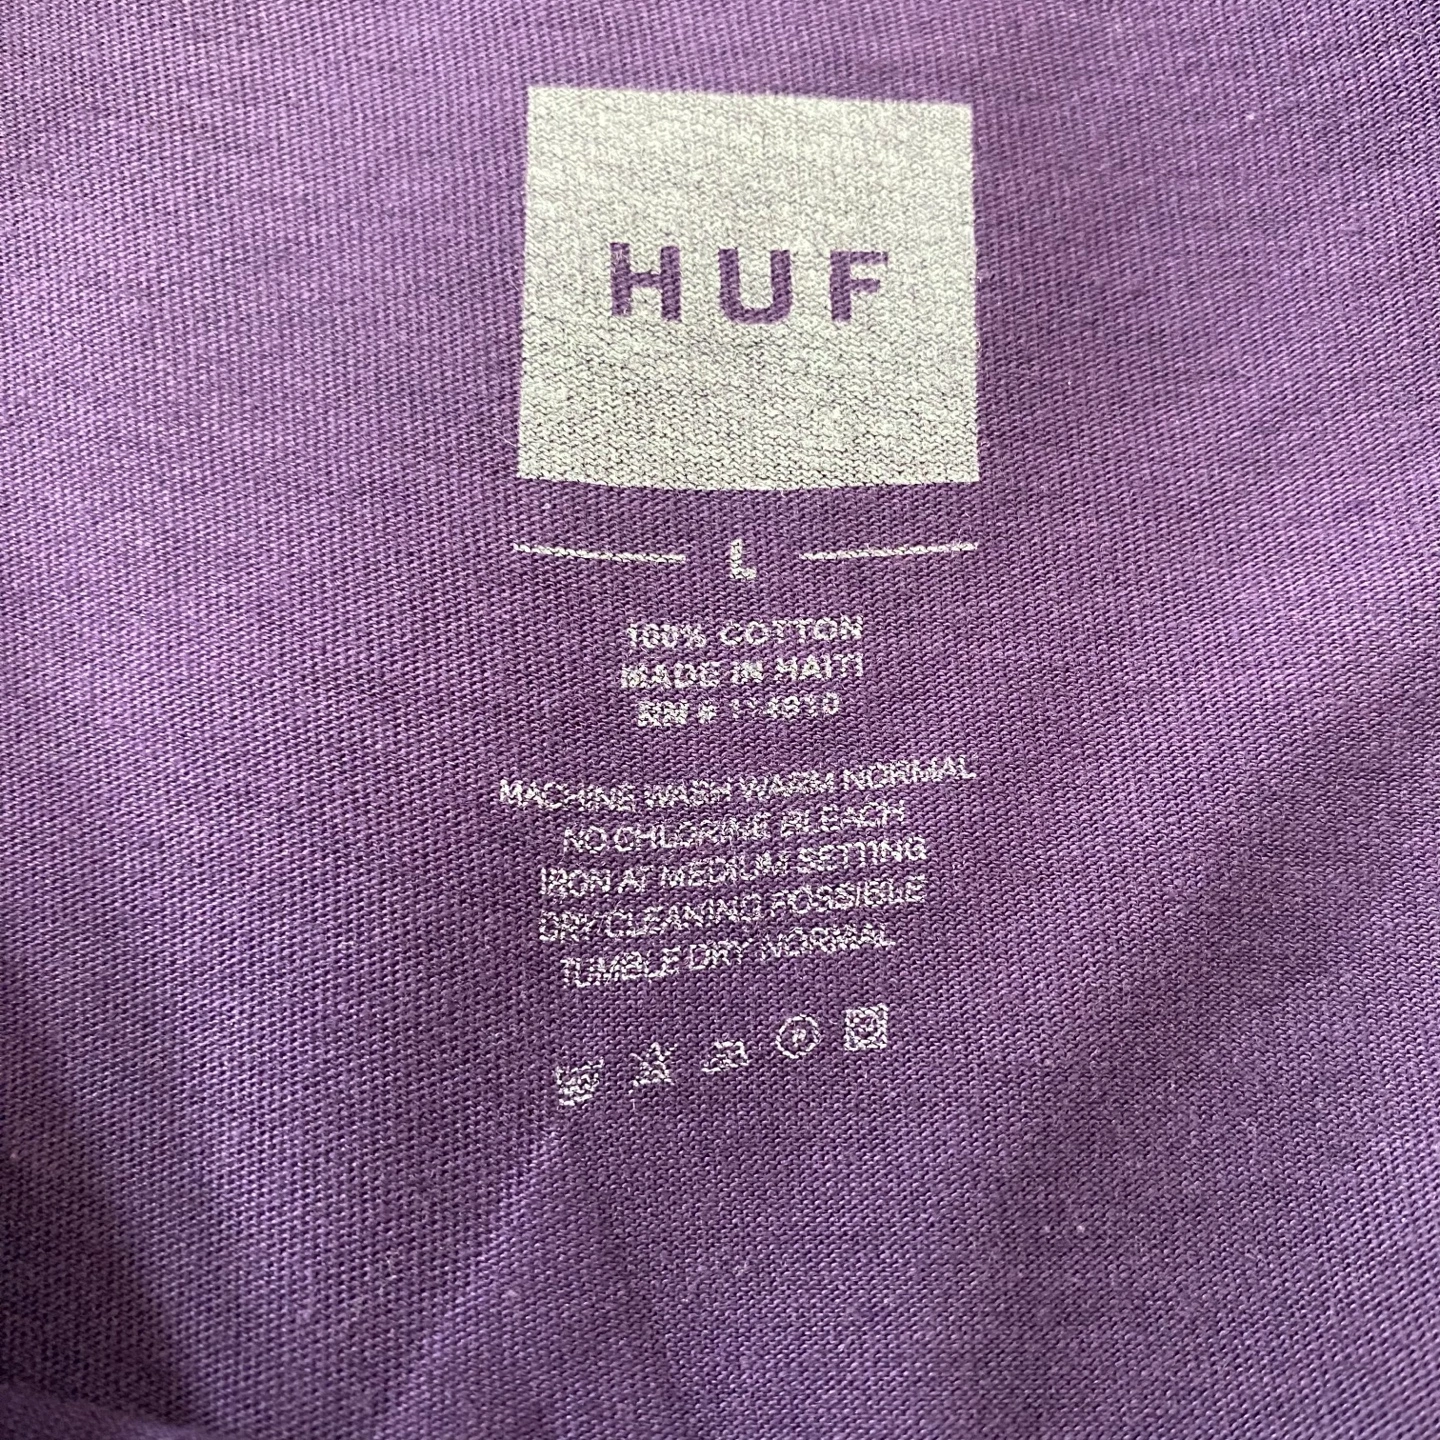 HUF
L
100% COTTON
MADE IN HAITI
RN # 114910
MACHINE WASH WARM NORMAL
NO CHLORINE BLEACH
IRON AT MEDIUM SETTING
DRY CLEANING POSSIBLE
TUMBLE DRY NORMAL
P